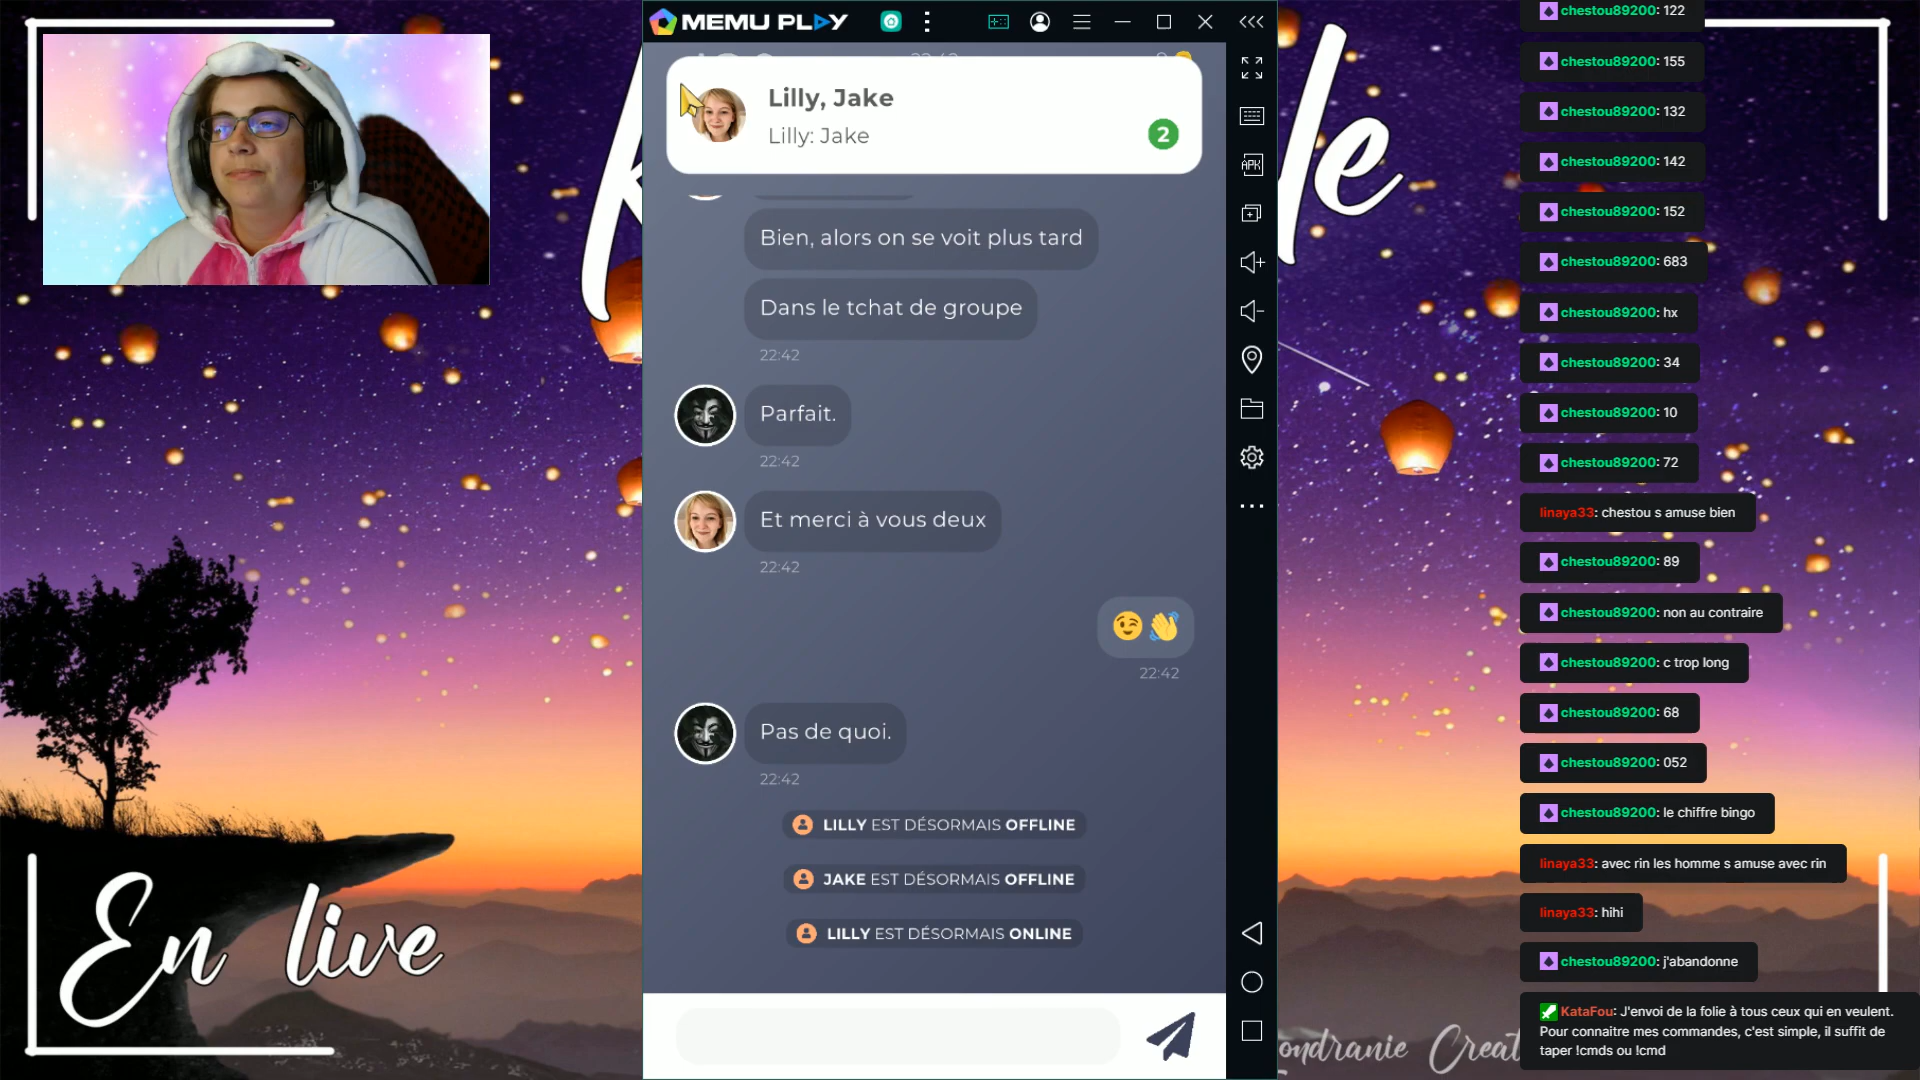 MEMU PLAY
Lilly, Jake
Lilly: Jake
2
Bien, alors on se voit plus tard
Dans le tchat de groupe
22:42
Parfait.
22:42
Et merci à vous deux
22:42
22:42
Pas de quoi.
22:42
LILLY EST DÉSORMAIS OFFLINE
JAKE EST DÉSORMAIS OFFLINE
LILLY EST DÉSORMAIS ONLINE
APK
En live
chestou89200: 122
chestou89200: 155
chestou89200: 132
chestou89200: 142
chestou89200: 152
chestou89200: 683
chestou89200: hx
chestou89200: 34
chestou89200: 10
chestou89200: 72
linaya33: chestou s amuse bien
chestou89200: 89
chestou89200: non au contraire
chestou89200: c trop long
chestou89200: 68
chestou89200: 052
chestou89200: le chiffre bingo
linaya33: avec rin les homme s amuse avec rin
linaya33: hihi
chestou89200: j'abandonne
KataFou: J'envoi de la folie à tous ceux qui en veulent.
Pour connaitre mes commandes, c'est simple, il suffit de
taper !cmds ou !cmd